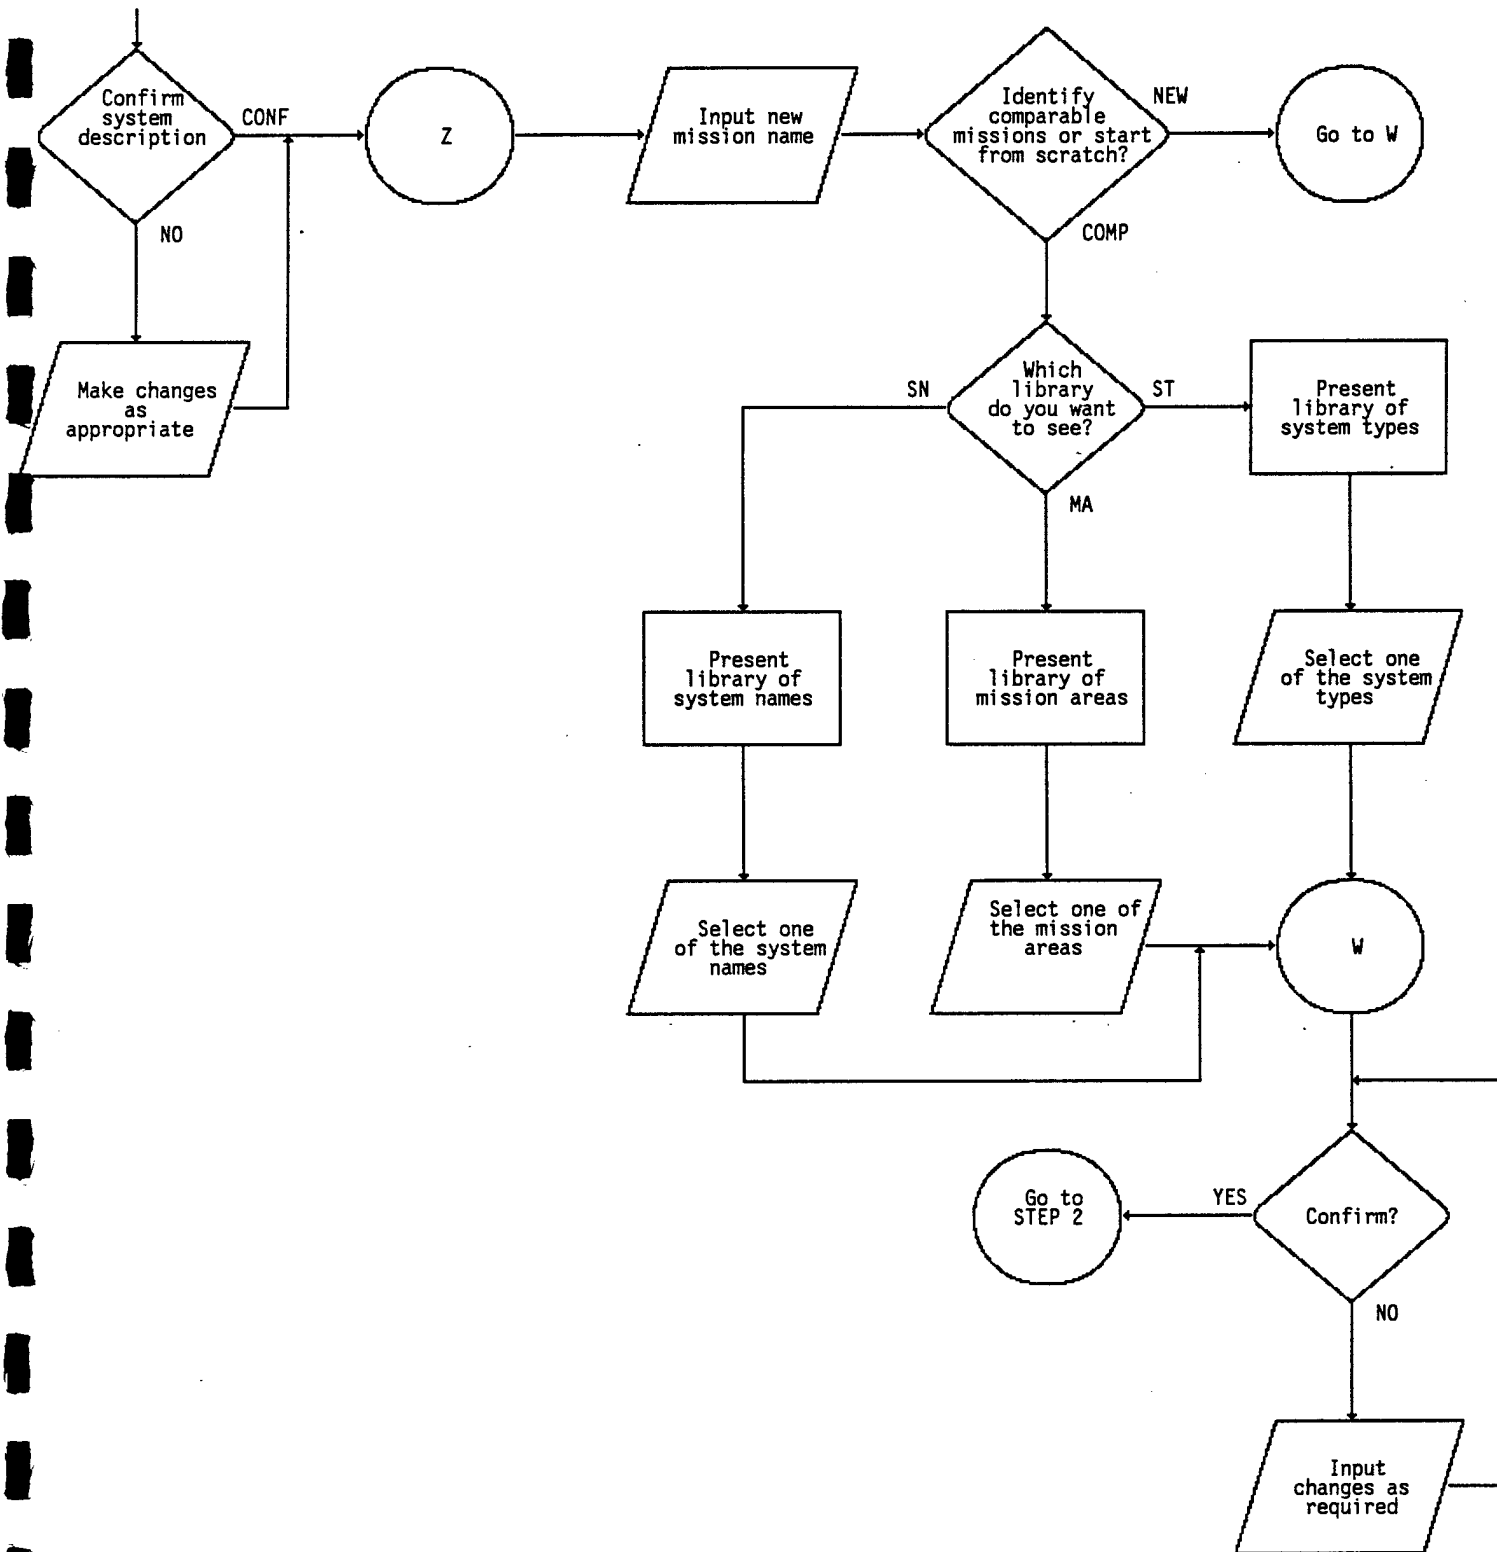 Confirm
system
description
CONF
NO
Make changes
as
appropriate
Z
Input new
mission name
Identify
comparable
missions or start
from scratch?
NEW
COMP
Go to W
Which
library
do you want
to see?
SN
ST
MA
Present
library of
system types
Present
library of
system names
Present
library of
mission areas
Select one
of the system
types
Select one
of the system
names
Select one of
the mission
areas
W
Go to
STEP 2
YES
Confirm?
NO
Input
changes as
required